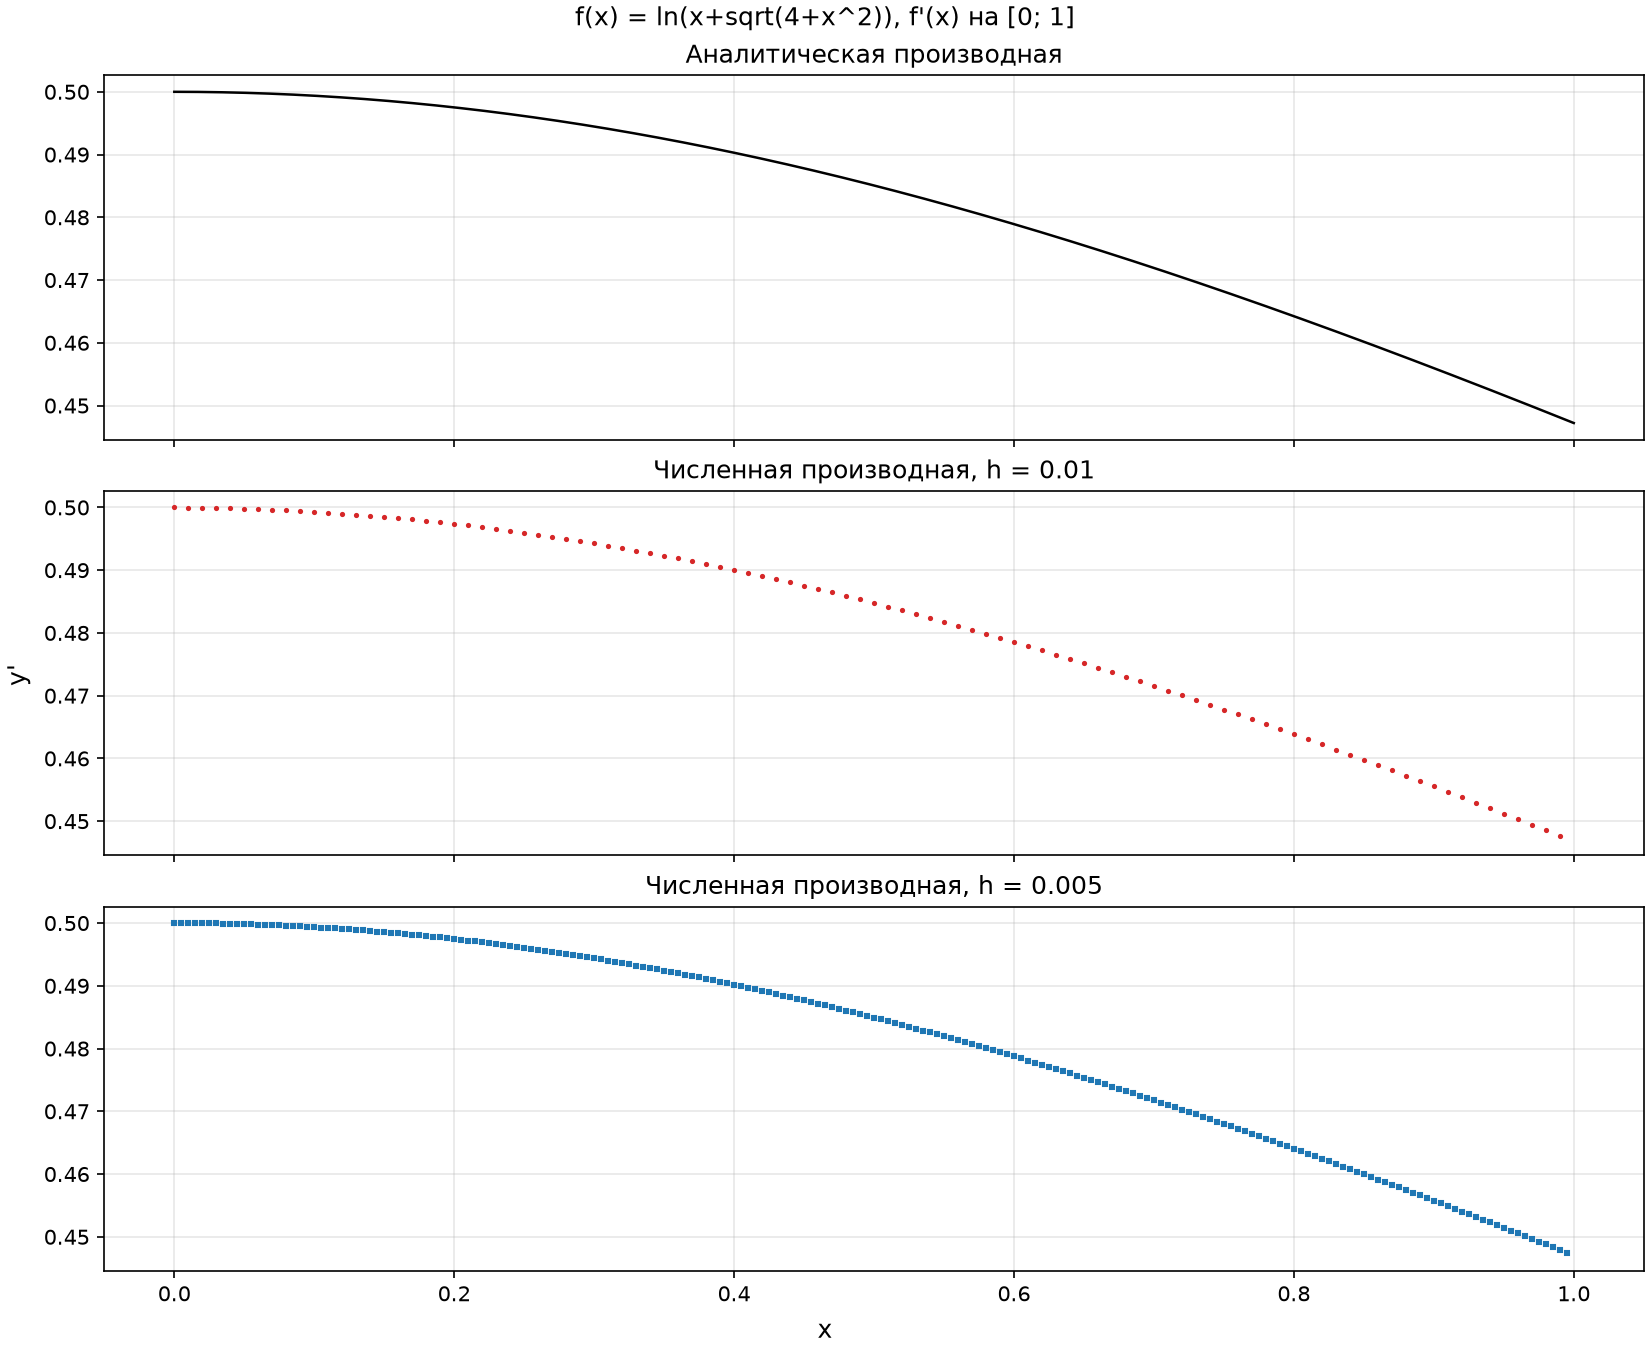 f(x) = ln(x+sqrt(4+x^2)), f'(x) на [0; 1]
Аналитическая производная
0.50
0.49
0.48
0.47
0.46
0.45
Численная производная, h = 0.01
0.50
0.49
0.48
0.47
0.46
0.45
y'
Численная производная, h = 0.005
0.50
0.49
0.48
0.47
0.46
0.45
0.0 0.2 0.4 0.6 0.8 1.0
x